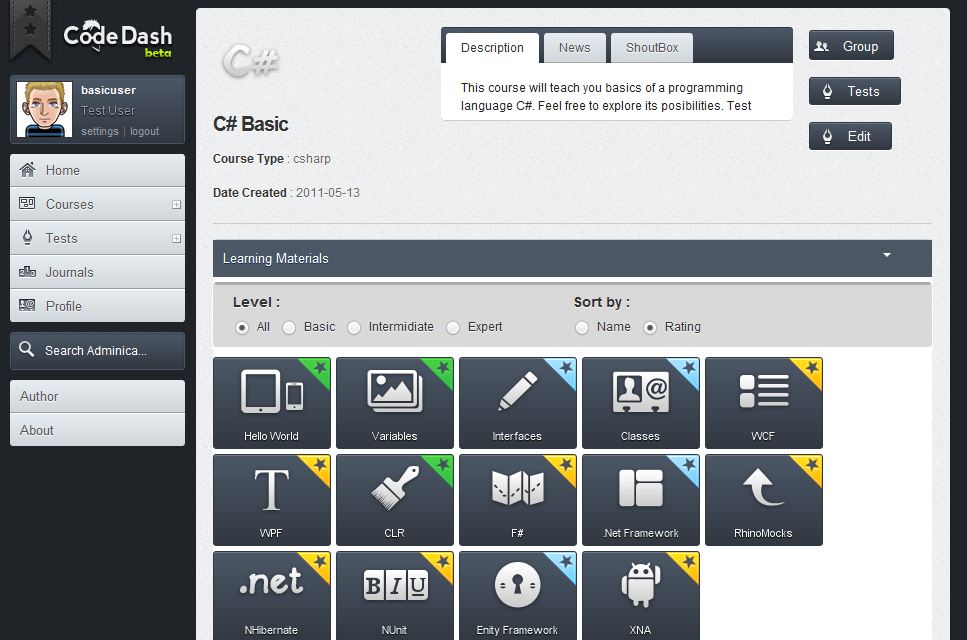 Code Dash
beta
basicuser
Test User
settings | logout
Home
Courses
Tests
Journals
Profile
Search Adminica...
Author
About
C#
C# Basic
Course Type : csharp
Date Created : 2011-05-13
Description
News
ShoutBox
This course will teach you basics of a programming
language C#. Feel free to explore its posibilities. Test
Group
Tests
Edit
Learning Materials
Level :
All
Basic
Intermidiate
Expert
Sort by :
Name
Rating
Hello World
Variables
Interfaces
@
Classes
WCF
T
WPF
CLR
F#
.Net Framework
RhinoMocks
.net
NHibernate
B I U
NUnit
Enity Framework
XNA